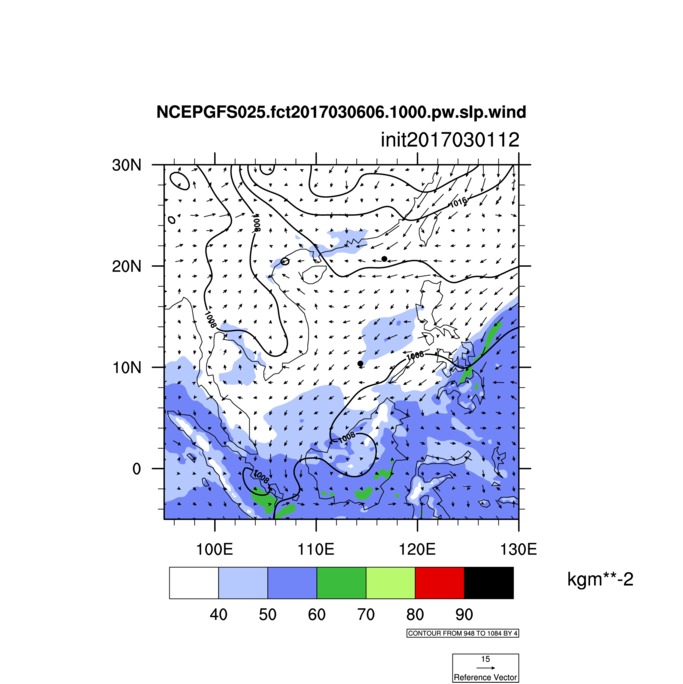 NCEPGFS025.fct2017030606.1000.pw.slp.wind
init2017030112
30N
1016
1008
20N
1008
10N
1008
1008
0
1008
100E 110E 120E 130E
kgm**-2
40 50 60 70 80 90
CONTOUR FROM 948 TO 1084 BY 4
15
Reference Vector